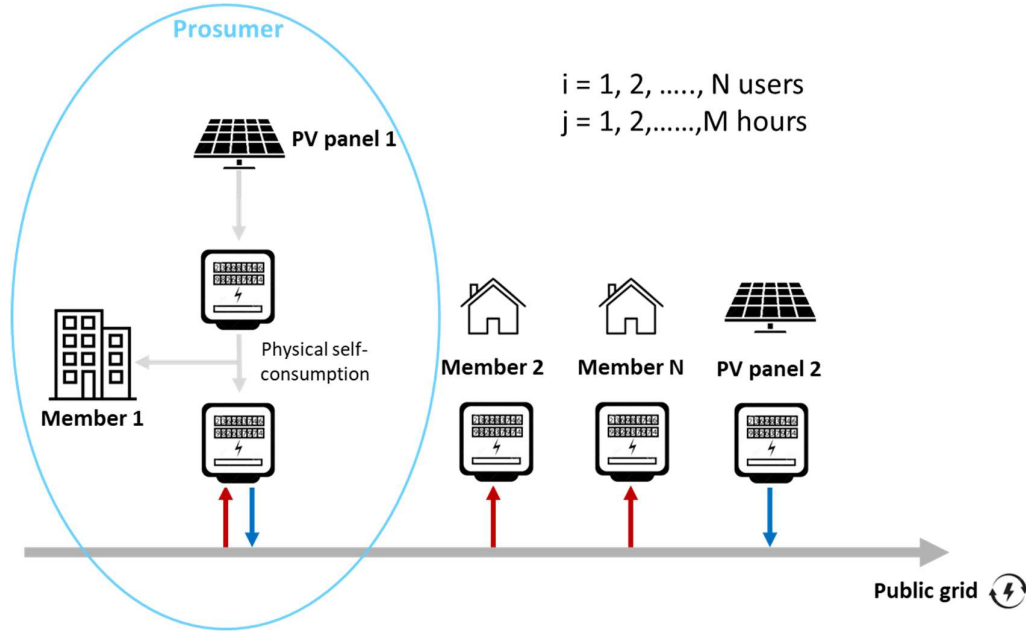 Prosumer
i = 1, 2, ....., N users
j = 1, 2,......,M hours
PV panel 1
Physical self-
consumption
Member 1
Member 2
Member N
PV panel 2
Public grid